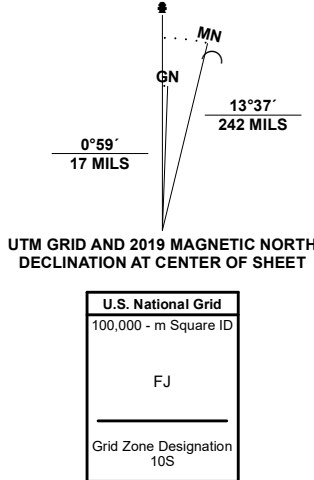 MN
GN
13°37´
242 MILS
0°59´
17 MILS
UTM GRID AND 2019 MAGNETIC NORTH
DECLINATION AT CENTER OF SHEET
U.S. National Grid
100,000 - m Square ID
FJ
Grid Zone Designation
10S